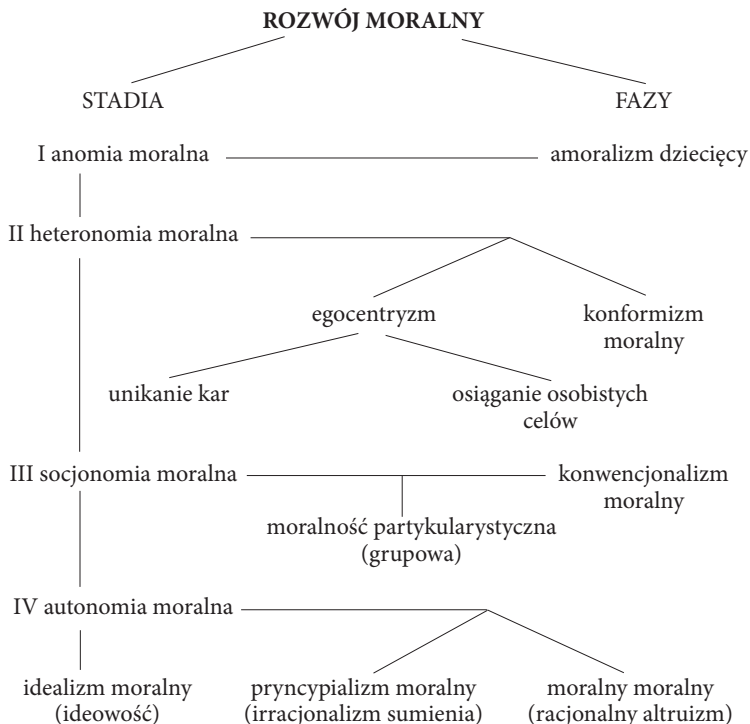 ROZWÓJ MORALNY
STADIA
FAZY
I anomia moralna
amoralizm dziecięcy
II heteronomia moralna
egocentryzm
konformizm
moralny
unikanie kar
osiąganie osobistych
celów
III socjonomia moralna
konwencjonalizm
moralny
moralność partykularystyczna
(grupowa)
IV autonomia moralna
idealizm moralny
(ideowość)
pryncypializm moralny
(irracjonalizm sumienia)
moralny moralny
(racjonalny altruizm)